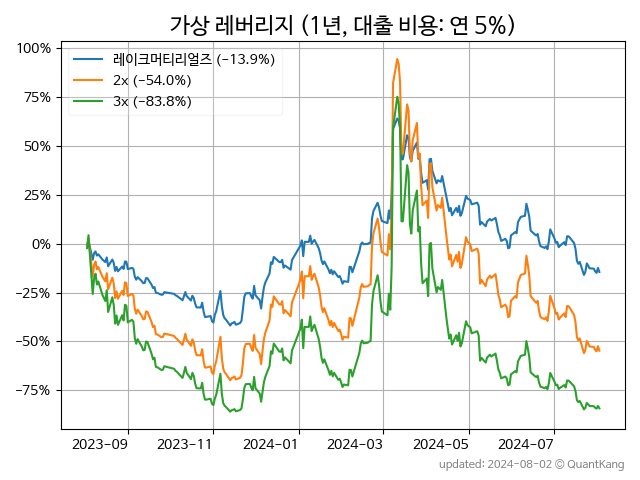 가상 레버리지 (1년, 대출 비용: 연 5%)
레이크머티리얼즈 (-13.9%)
2x (-54.0%)
3x (-83.8%)
100%
75%
50%
25%
0%
-25%
-50%
-75%
2023-09 2023-11 2024-01 2024-03 2024-05 2024-07
updated: 2024-08-02 © QuantKang